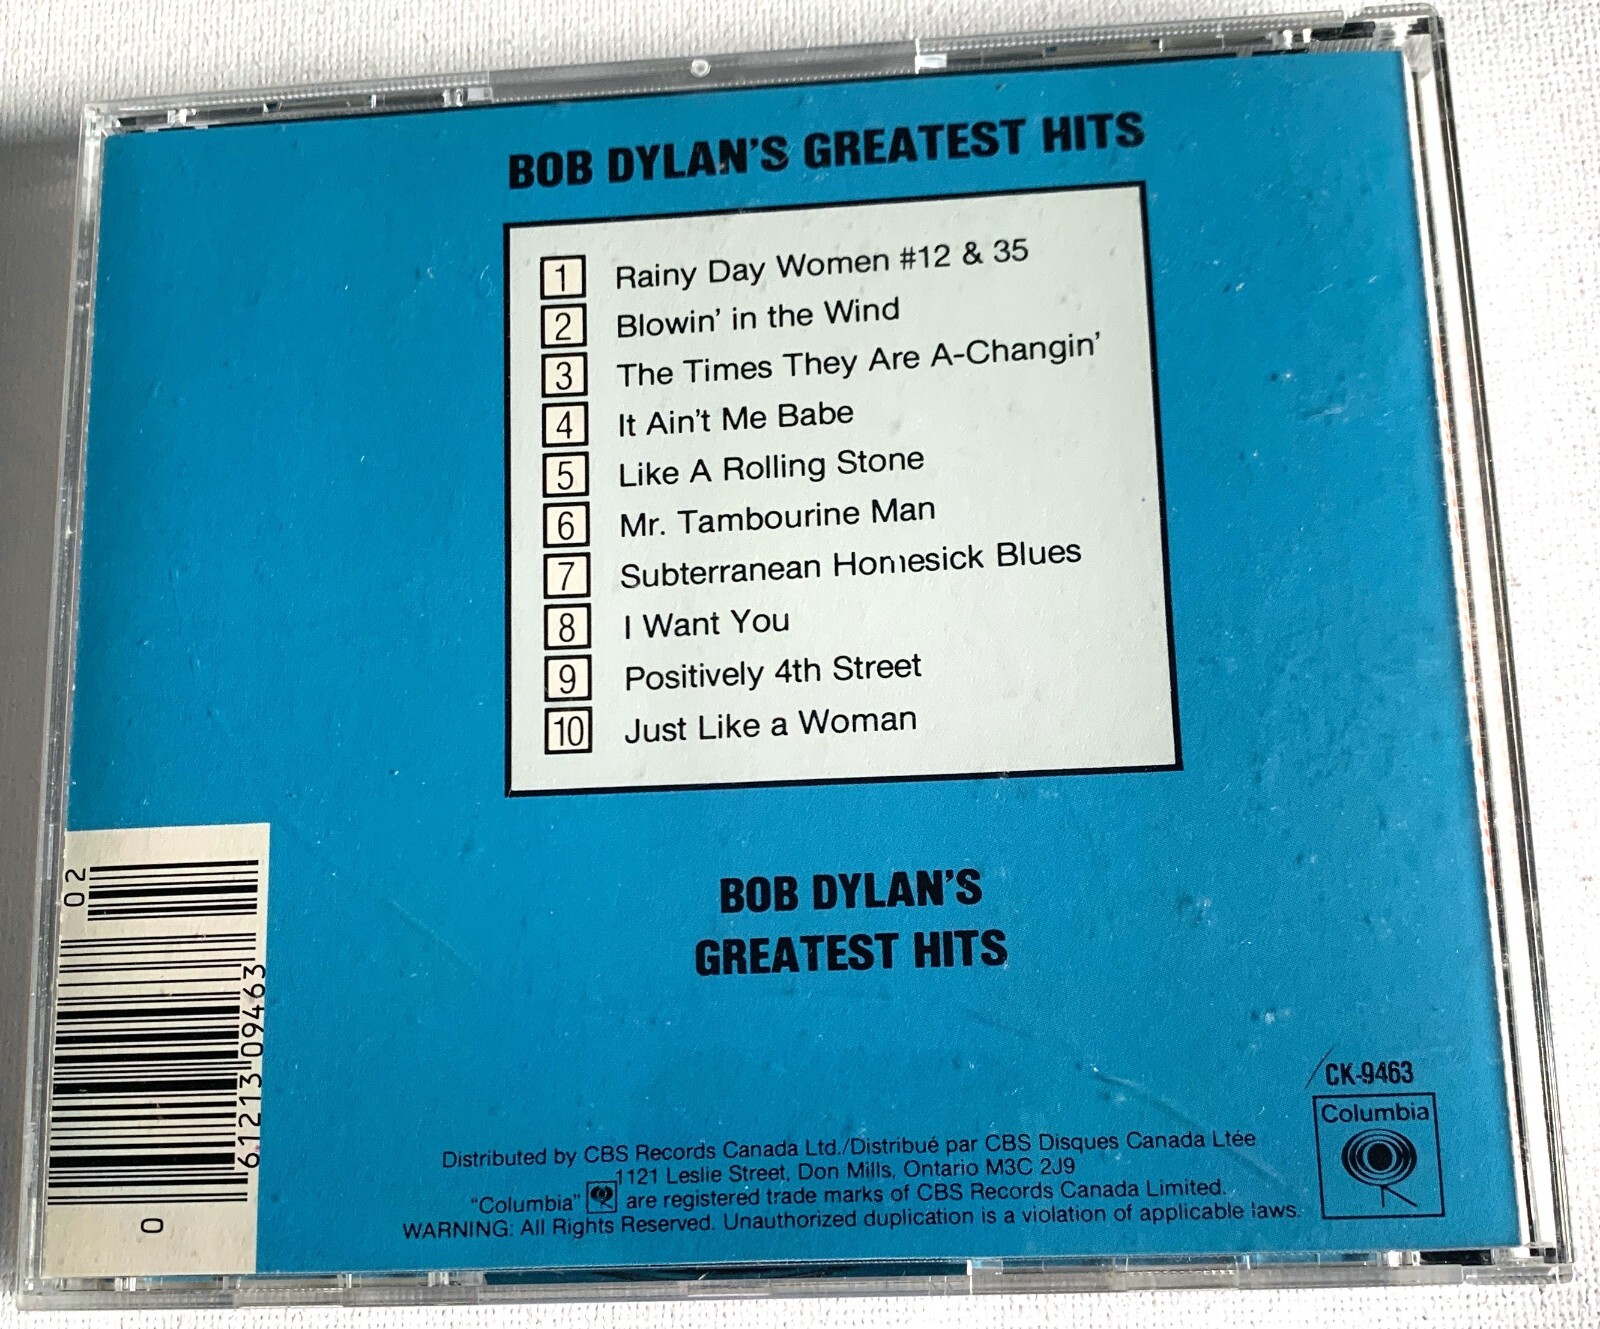 BOB DYLAN'S GREATEST HITS
1 Rainy Day Women #12 & 35
2 Blowin' in the Wind
3 The Times They Are A-Changin'
4 It Ain't Me Babe
5 Like A Rolling Stone
6 Mr. Tambourine Man
7 Subterranean Homesick Blues
8 I Want You
9 Positively 4th Street
10 Just Like a Woman
BOB DYLAN'S
GREATEST HITS
02
6 1213 09463
0
CK-9463
Columbia
Distributed by CBS Records Canada Ltd./Distribué par CBS Disques Canada Ltée
1121 Leslie Street, Don Mills, Ontario M3C 2J9
"Columbia" are registered trade marks of CBS Records Canada Limited.
WARNING: All Rights Reserved. Unauthorized duplication is a violation of applicable laws.